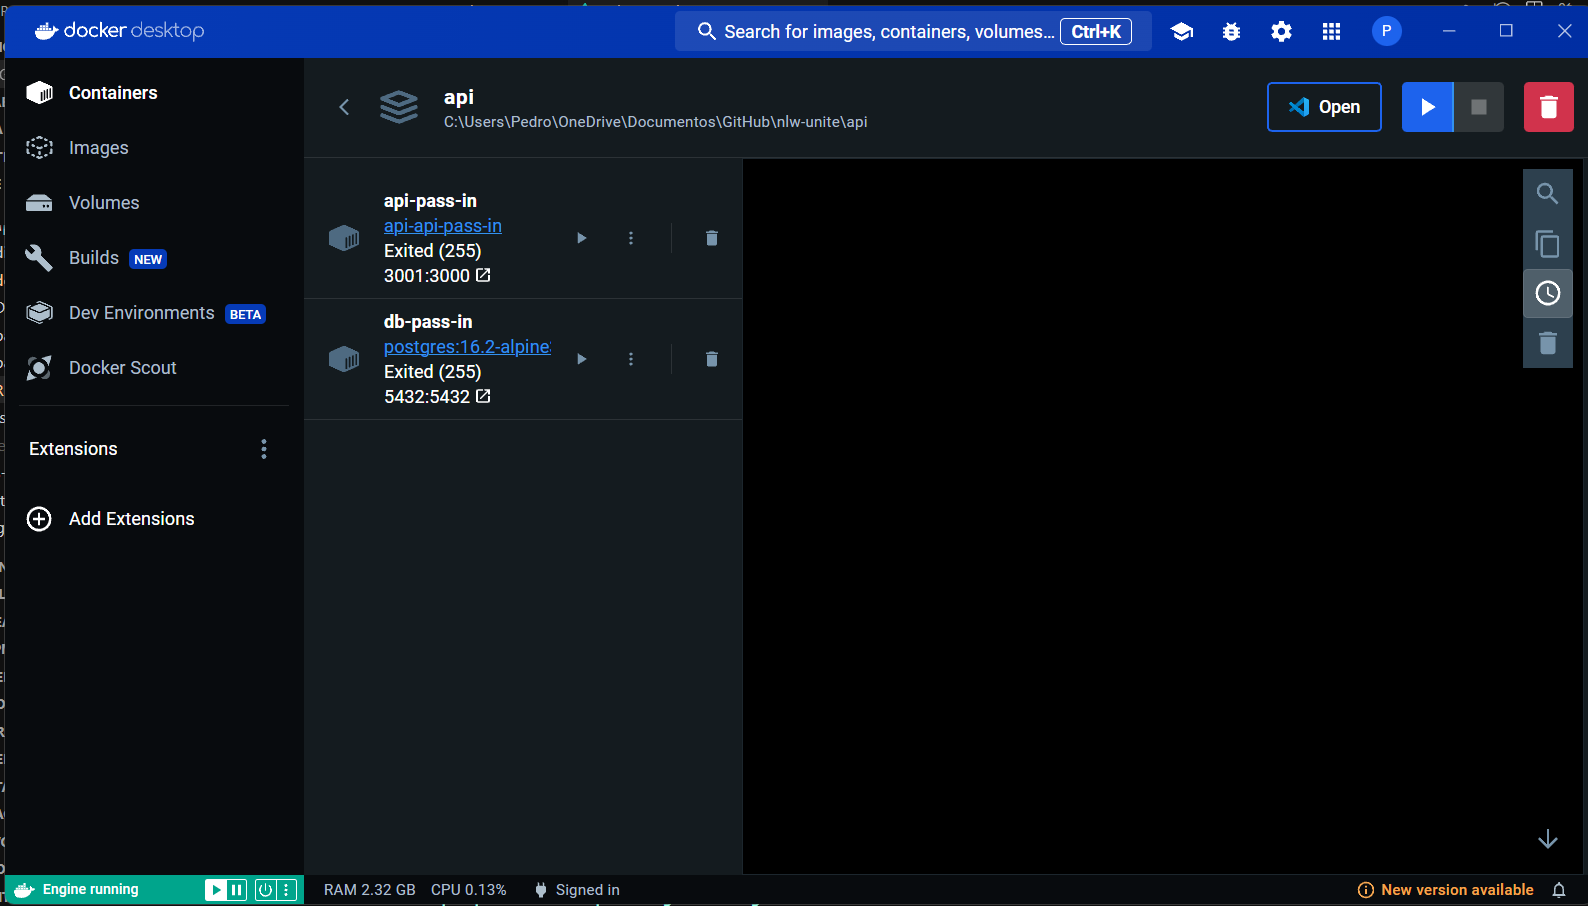 docker desktop
Search for images, containers, volumes... Ctrl+K
P
Containers
Images
Volumes
Builds NEW
Dev Environments BETA
Docker Scout
Extensions
Add Extensions
api
C:\Users\Pedro\OneDrive\Documentos\GitHub\nlw-unite\api
Open
api-pass-in
api-api-pass-in
Exited (255)
3001:3000
db-pass-in
postgres:16.2-alpine
Exited (255)
5432:5432
Engine running
RAM 2.32 GB CPU 0.13% Signed in
New version available